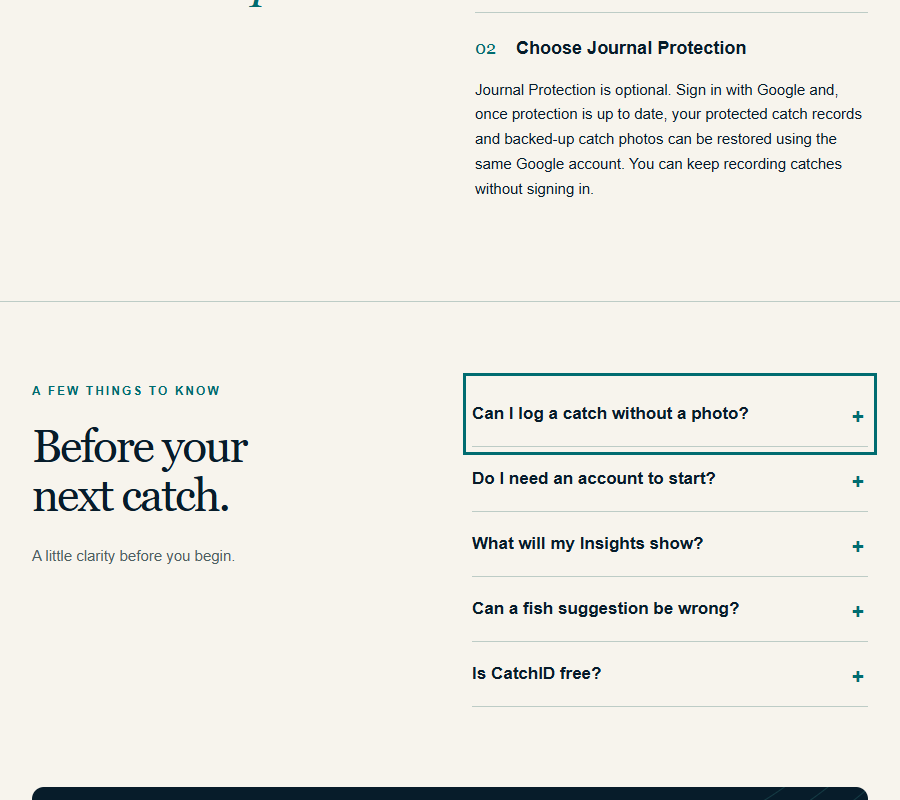 02 Choose Journal Protection
Journal Protection is optional. Sign in with Google and,
once protection is up to date, your protected catch records
and backed-up catch photos can be restored using the
same Google account. You can keep recording catches
without signing in.
A FEW THINGS TO KNOW
Before your
next catch.
A little clarity before you begin.
Can I log a catch without a photo? +
Do I need an account to start? +
What will my Insights show? +
Can a fish suggestion be wrong? +
Is CatchID free? +